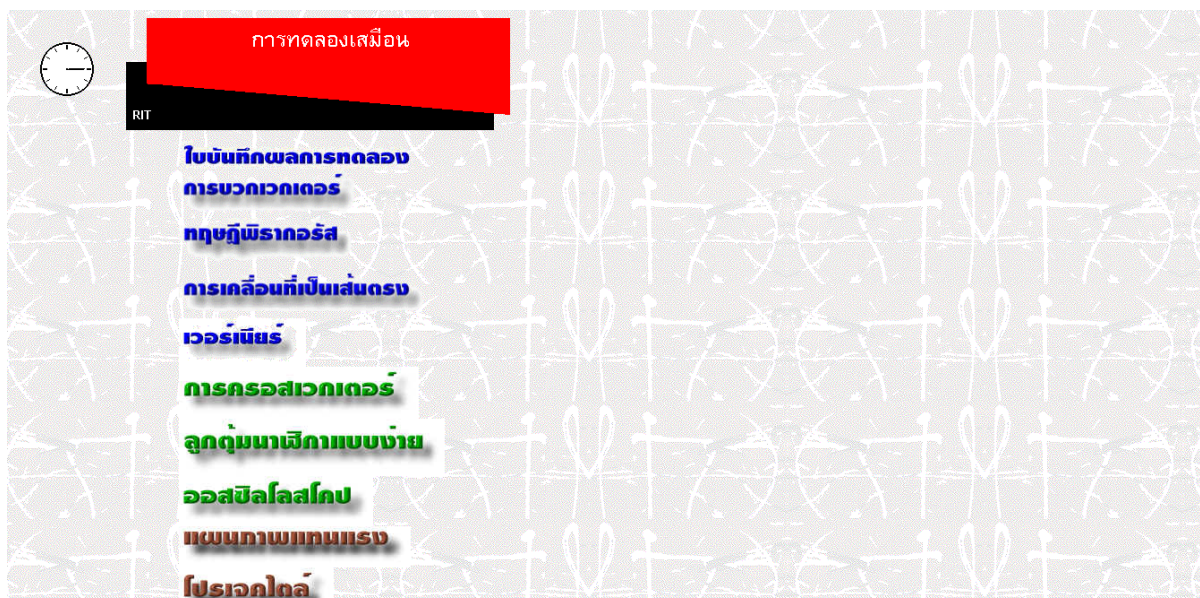 การทดลองเสมือน
RIT
ใบบันทึกผลการทดลอง
การบวกเวกเตอร์
ทฤษฎีพิธากอรัส
การเคลื่อนที่เป็นเส้นตรง
เวอร์เนียร์
การครอสเวกเตอร์
ลูกตุ้มนาฬิกาแบบง่าย
ออสซิลโลสโคป
แผนภาพแทนแรง
โปรเจกไตล์